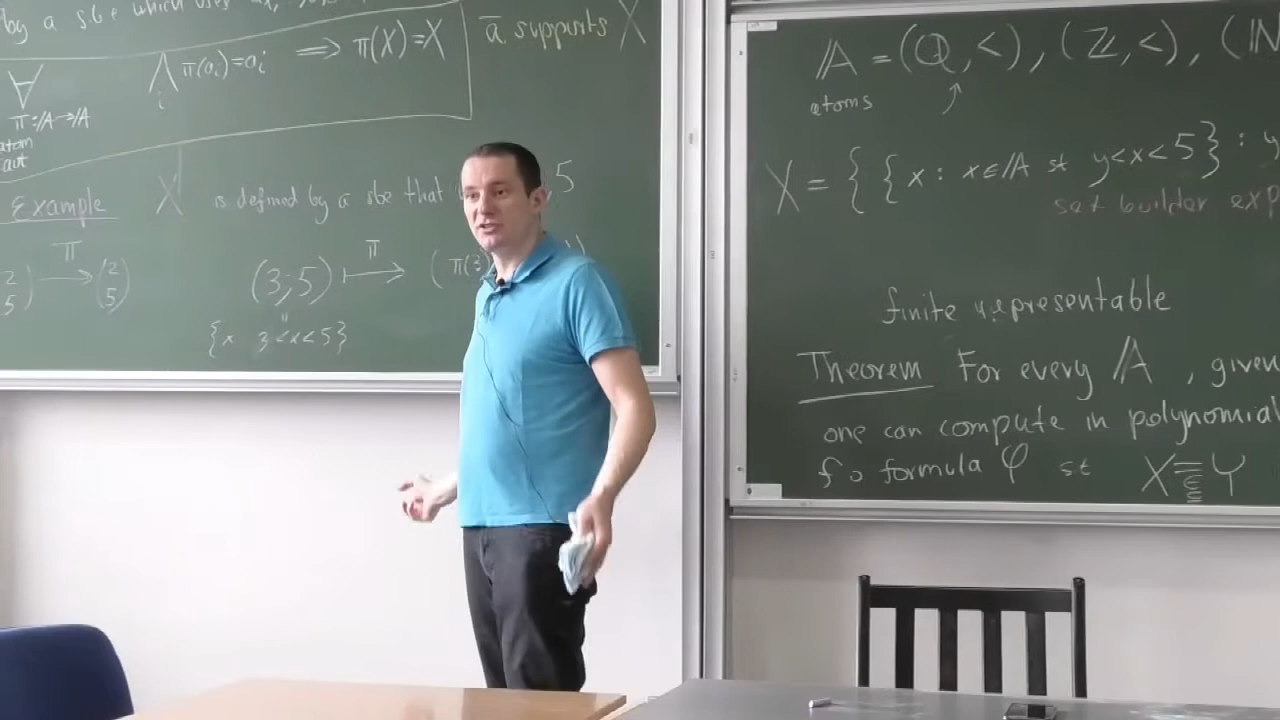 by a sbe which uses
∀ π:𝔸→𝔸 atom aut
⋀ᵢ π(aᵢ)=aᵢ ⟹ π(X)=X
ā supports X
Example X is defined by a sbe that 5
(2 5) —π→ (2 5)
(3;5) ⟼π (π(3)
{x 3<x<5}
𝔸 = (ℚ,<), (ℤ,<), (ℕ
atoms ↑
X = { { x : x∈𝔸 st y<x<5} : y
set builder exp
finite representable
Theorem For every 𝔸, given
one can compute in polynomial
fo formula φ st X≡Y